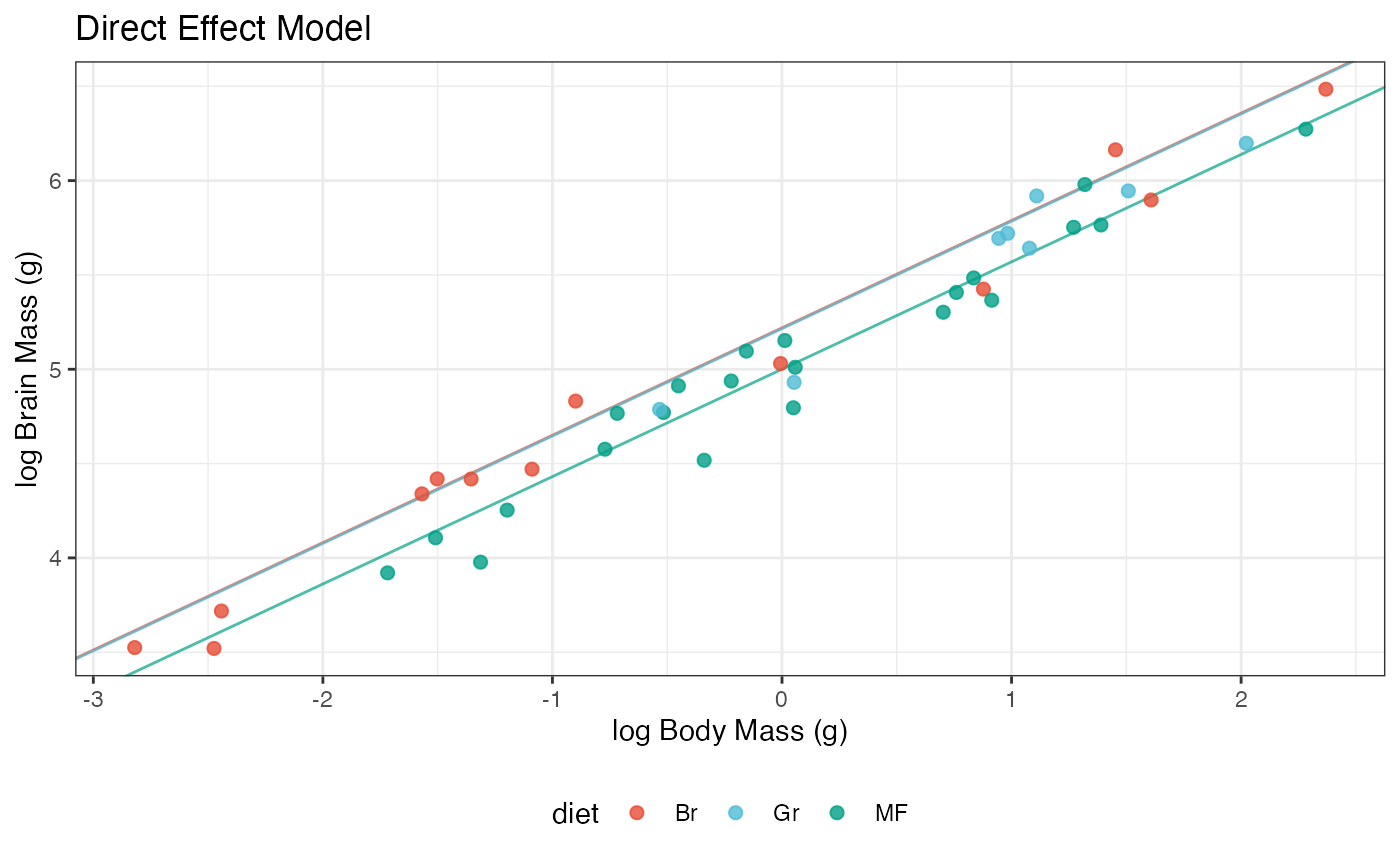 Direct Effect Model
log Brain Mass (g)
6
5
4
-3 -2 -1 0 1 2
log Body Mass (g)
diet Br Gr MF